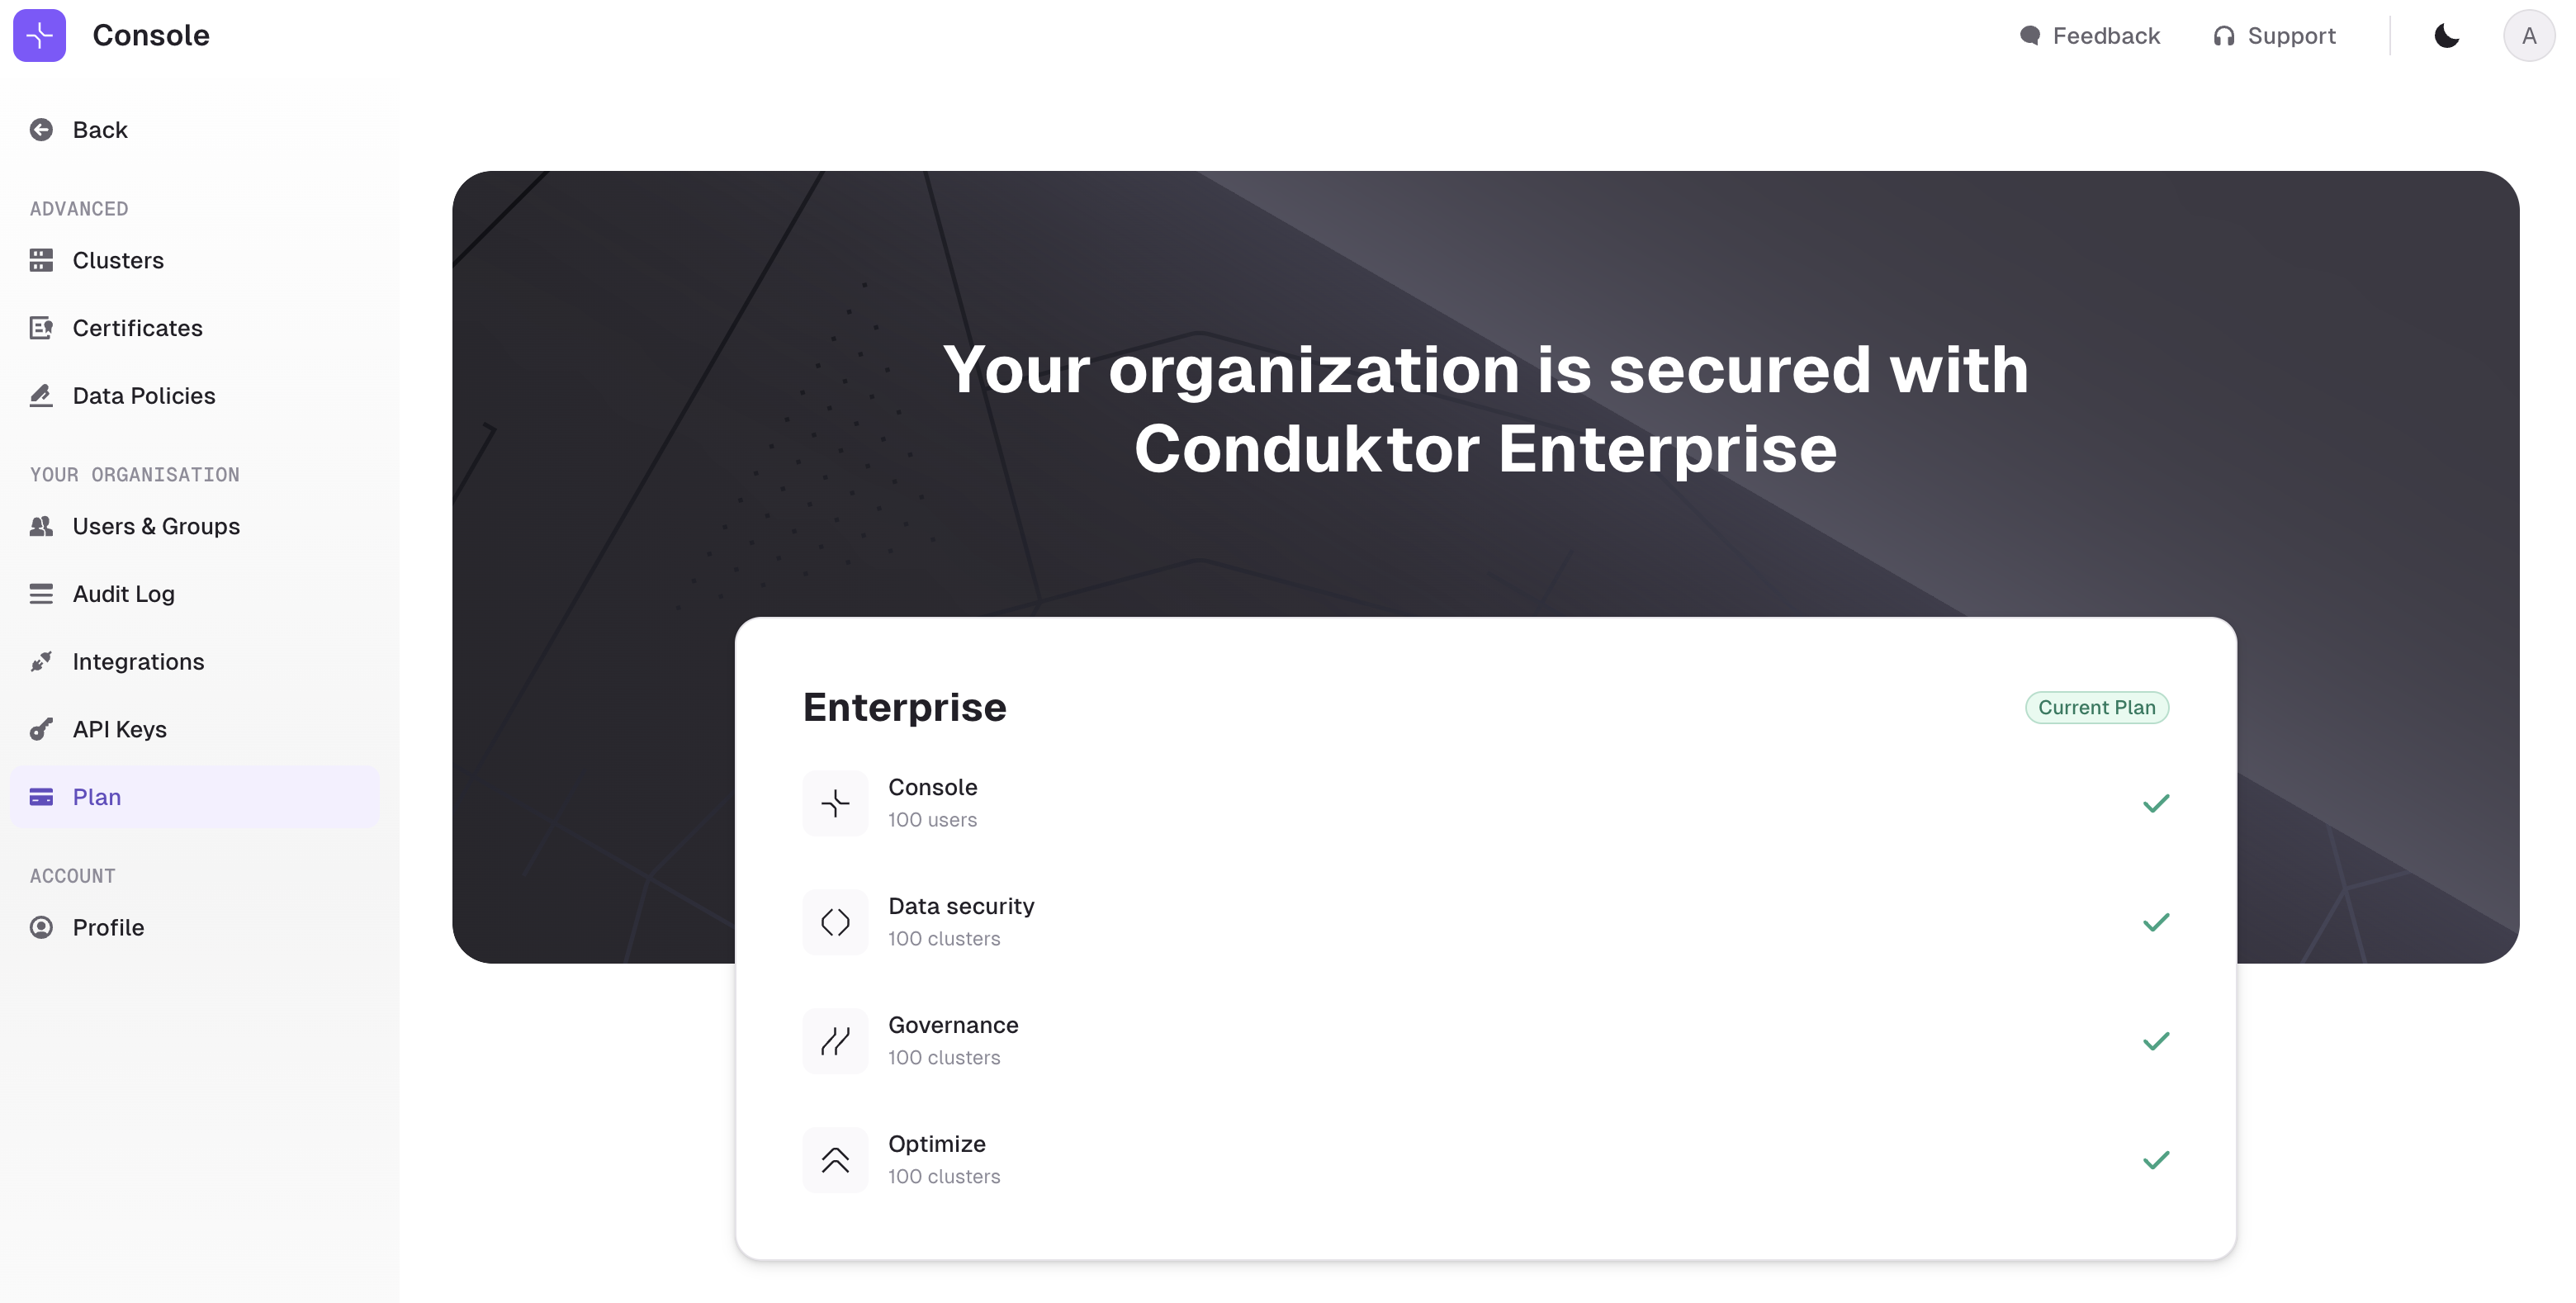 Console
Feedback
Support
A
Back
ADVANCED
Clusters
Certificates
Data Policies
YOUR ORGANISATION
Users & Groups
Audit Log
Integrations
API Keys
Plan
ACCOUNT
Profile
Your organization is secured with
Conduktor Enterprise
Enterprise
Current Plan
Console
100 users
Data security
100 clusters
Governance
100 clusters
Optimize
100 clusters